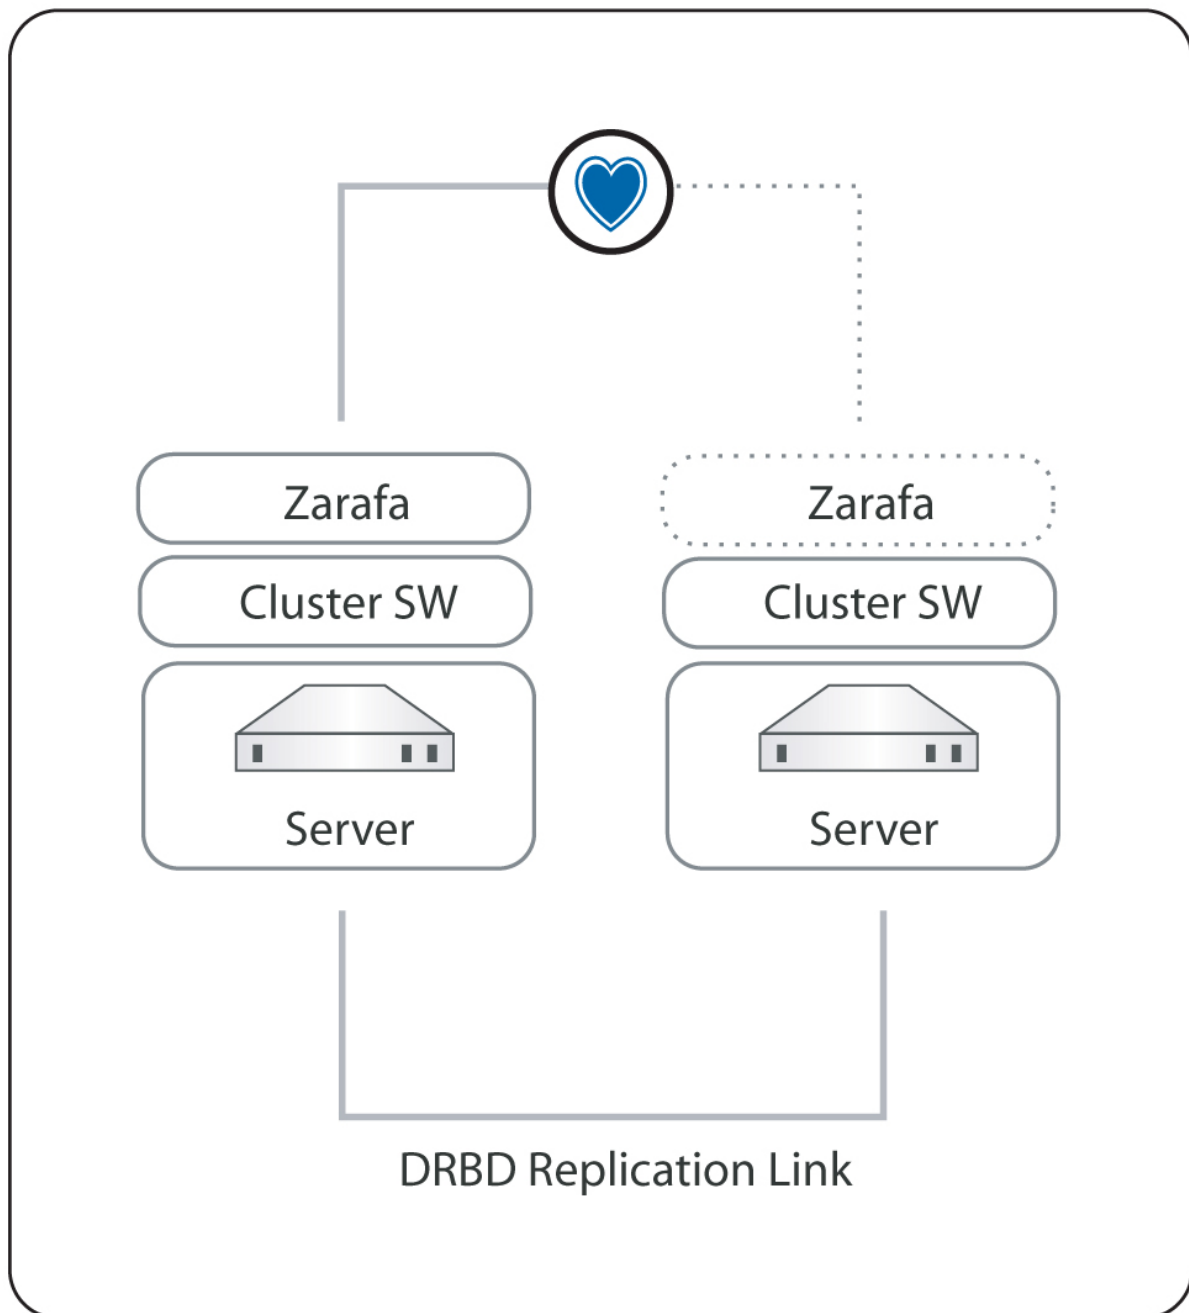 Zarafa
Zarafa
Cluster SW
Cluster SW
Server
Server
DRBD Replication Link